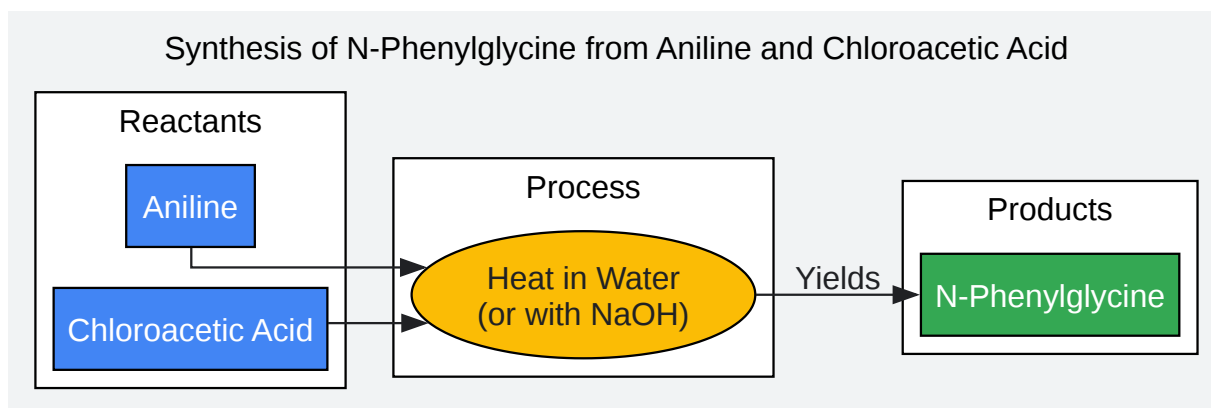 Synthesis of N-Phenylglycine from Aniline and Chloroacetic Acid
Reactants
Aniline
Chloroacetic Acid
Process
Heat in Water
(or with NaOH)
Yields
Products
N-Phenylglycine